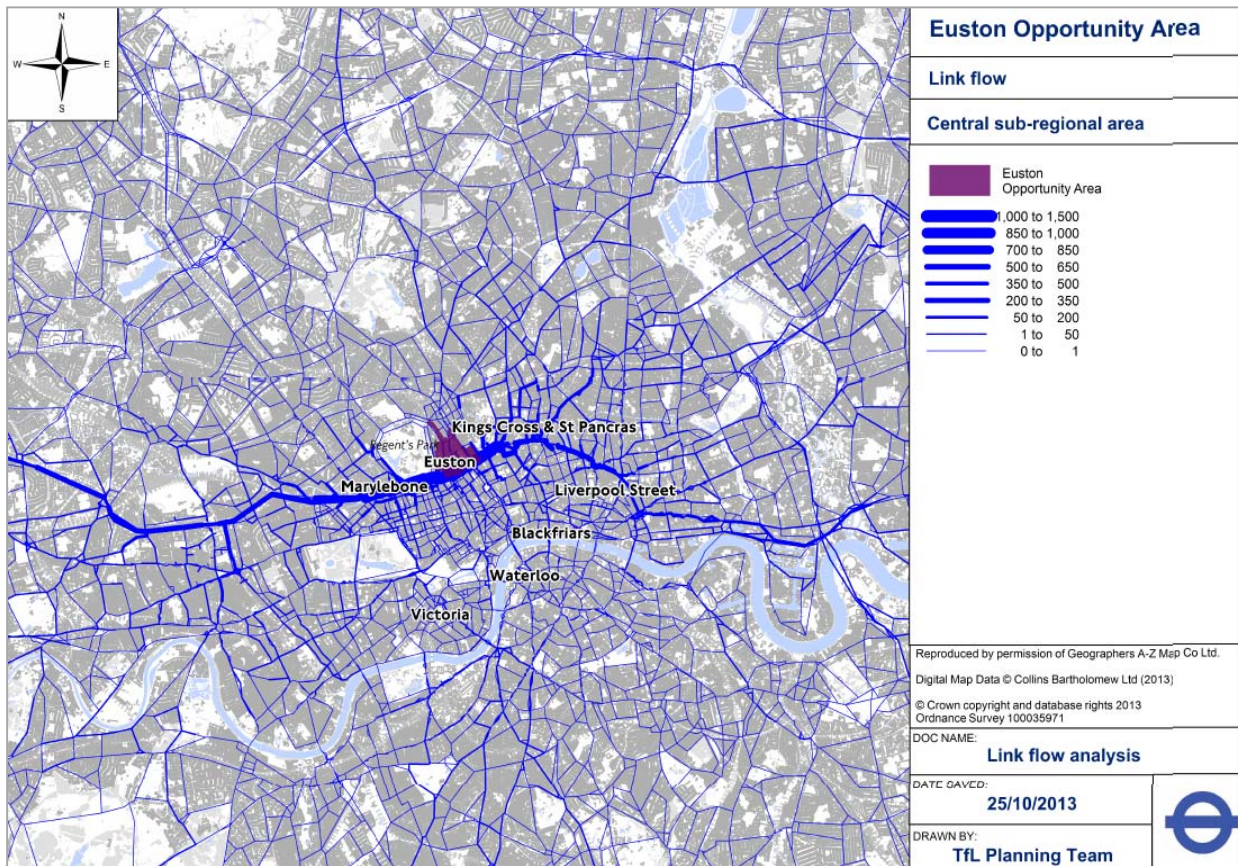 N
W
E
S
Kings Cross & St Pancras
Regent's Park
Euston
Marylebone
Liverpool Street
Blackfriars
Waterloo
Victoria
Euston Opportunity Area
Link flow
Central sub-regional area
Euston
Opportunity Area
1,000 to 1,500
850 to 1,000
700 to 850
500 to 650
350 to 500
200 to 350
50 to 200
1 to 50
0 to 1
Reproduced by permission of Geographers A-Z Map Co Ltd.
Digital Map Data © Collins Bartholomew Ltd (2013)
© Crown copyright and database rights 2013
Ordnance Survey 100035971
DOC NAME:
Link flow analysis
DATE SAVED:
25/10/2013
DRAWN BY:
TfL Planning Team